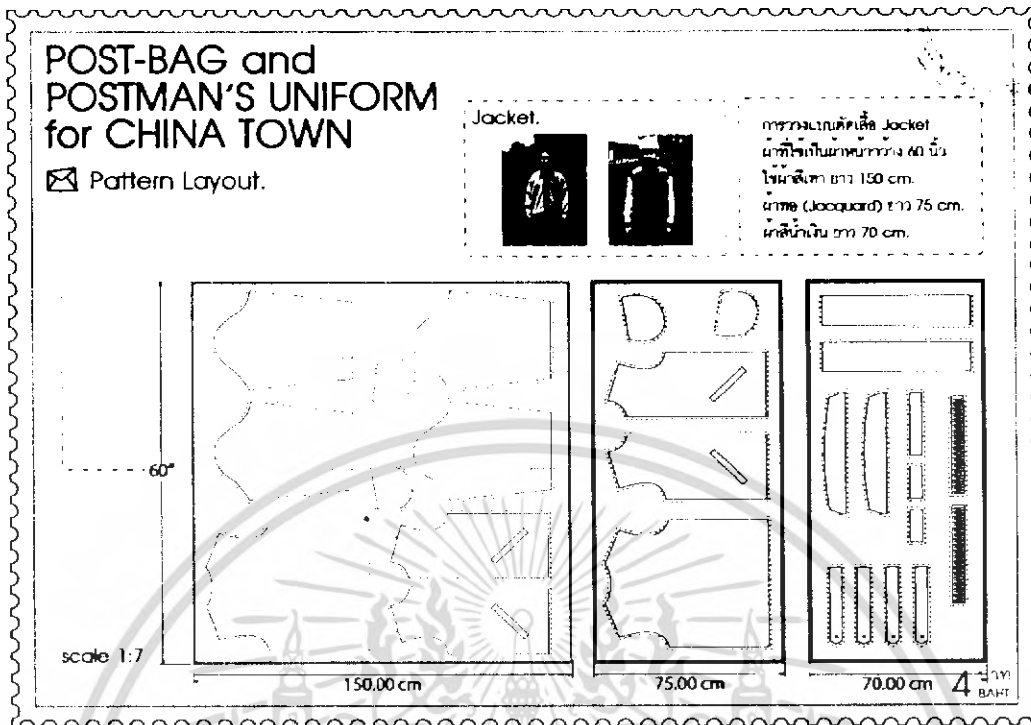 POST-BAG and
POSTMAN'S UNIFORM
for CHINA TOWN
Pattern Layout.
Jacket.
การวางแบบตัดเสื้อ Jacket
ผ้าที่ใช้เป็นผ้าหน้ากว้าง 60 นิ้ว
ใช้ผ้าสีเทา ยาว 150 cm.
ผ้าทอ (Jacquard) ยาว 75 cm.
ผ้าสีน้ำเงิน ยาว 70 cm.
60"
scale 1:7
150.00 cm
75.00 cm
70.00 cm
4 บาท
BAHT